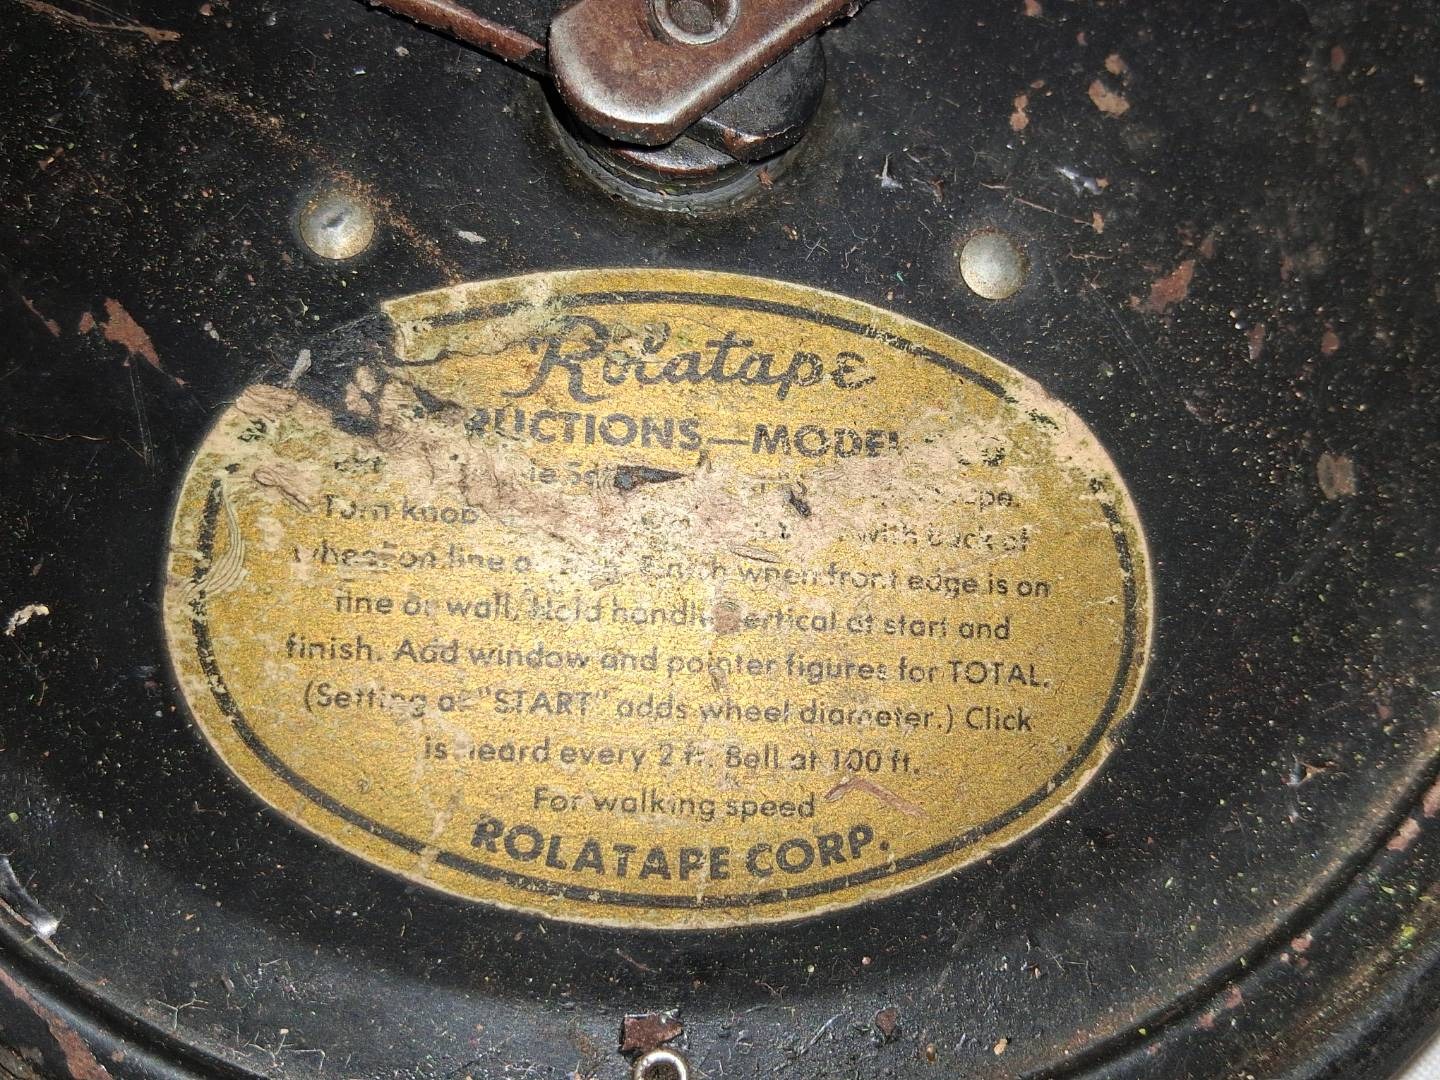 Rolatape
RUCTIONS—MODEL
Turn knob with back of
wheel on line or when front edge is on
line or wall. Hold handle vertical at start and
finish. Add window and pointer figures for TOTAL.
(Setting at "START" adds wheel diameter.) Click
is heard every 2 ft. Bell at 100 ft.
For walking speed
ROLATAPE CORP.